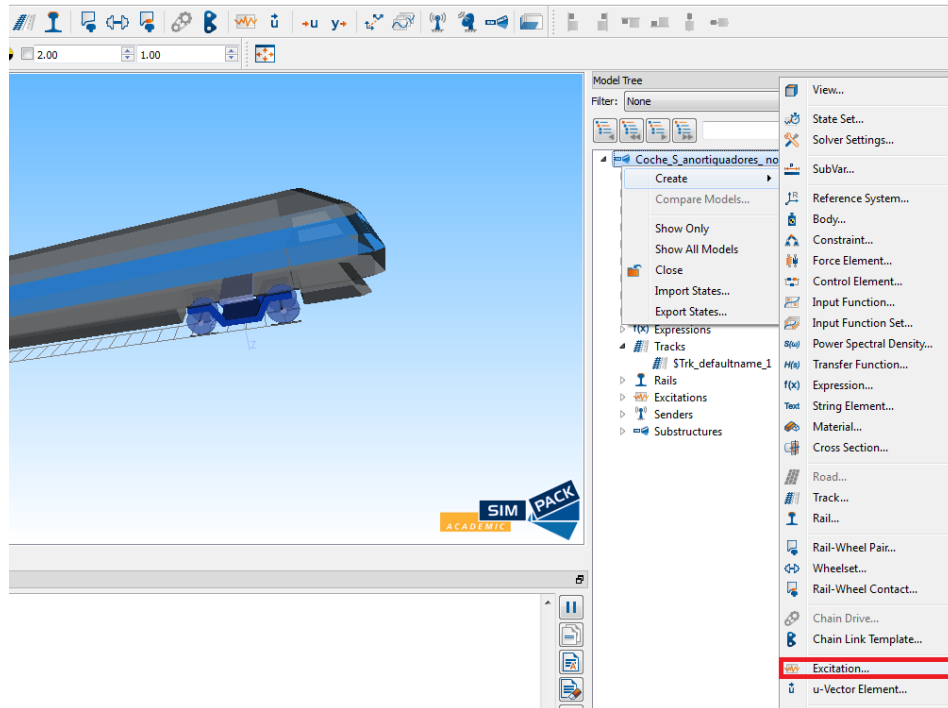 2.00
1.00
Model Tree
Filter: None
Coche_S_anortiquadores_no
Create
Compare Models...
Show Only
Show All Models
Close
Import States...
Export States...
f(x) Expressions
Tracks
$Trk_defaultname_1
Rails
Excitations
Senders
Substructures
View...
State Set...
Solver Settings...
SubVar...
Reference System...
Body...
Constraint...
Force Element...
Control Element...
Input Function...
Input Function Set...
S(ω) Power Spectral Density...
H(s) Transfer Function...
f(x) Expression...
Text String Element...
Material...
Cross Section...
Road...
Track...
Rail...
Rail-Wheel Pair...
Wheelset...
Rail-Wheel Contact...
Chain Drive...
Chain Link Template...
Excitation...
u-Vector Element...
SIMPACK
ACADEMIC